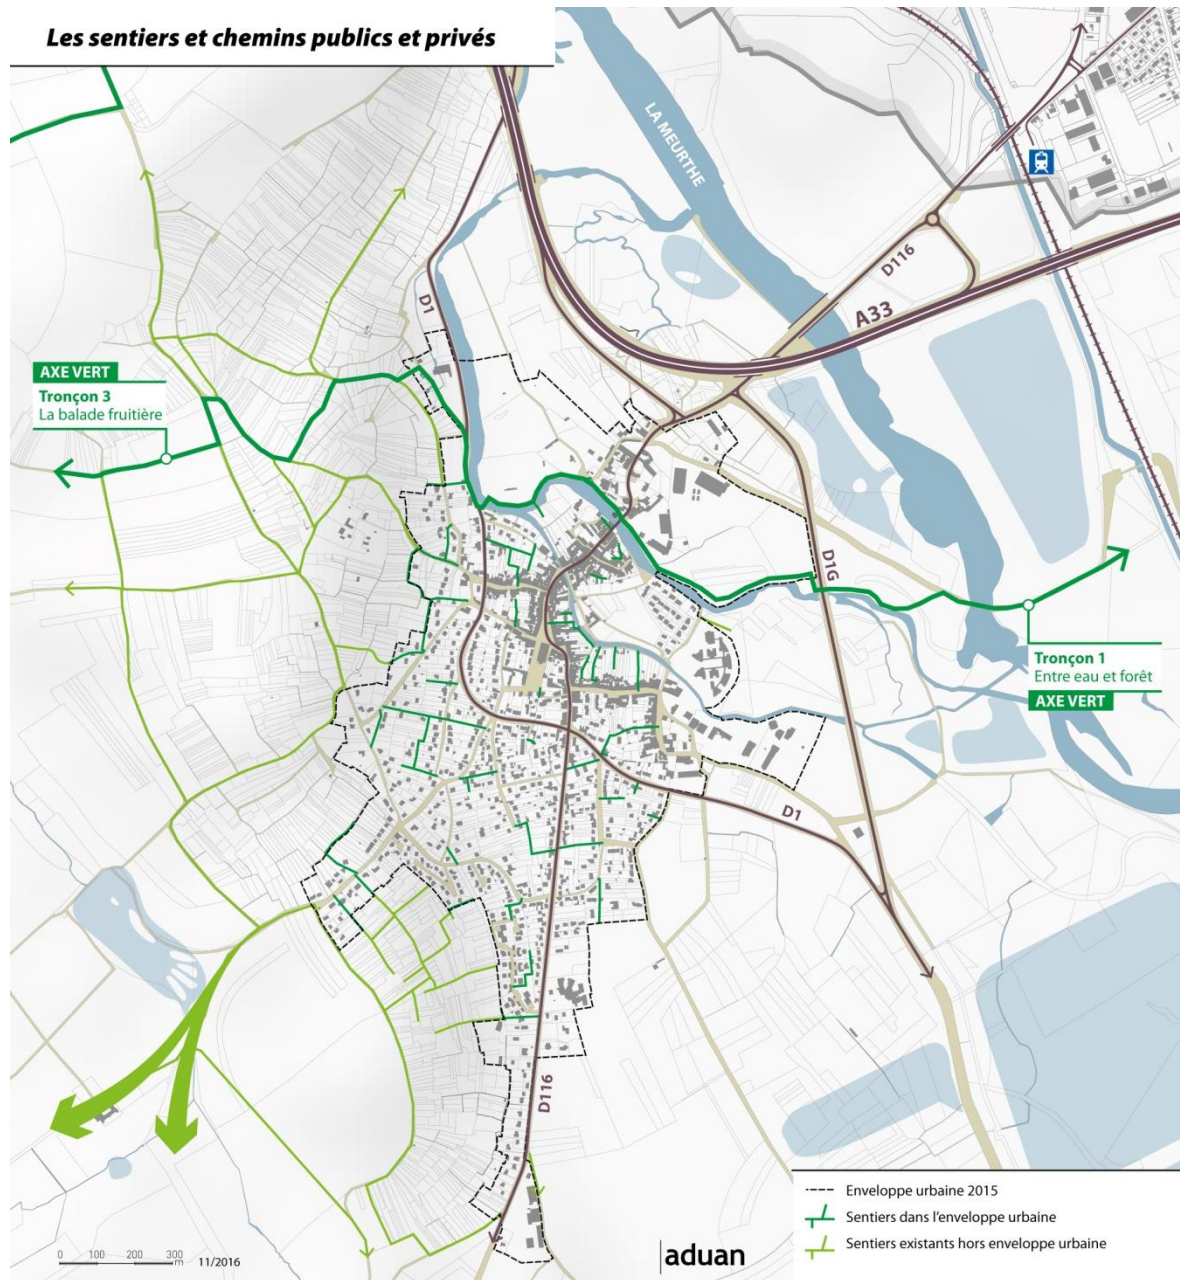 Les sentiers et chemins publics et privés
LA MEURTHE
D116
A33
D1
AXE VERT
Tronçon 3
La balade fruitière
D1G
Tronçon 1
Entre eau et forêt
AXE VERT
D1
D116
Enveloppe urbaine 2015
Sentiers dans l'enveloppe urbaine
Sentiers existants hors enveloppe urbaine
0 100 200 300 m
11/2016
aduan